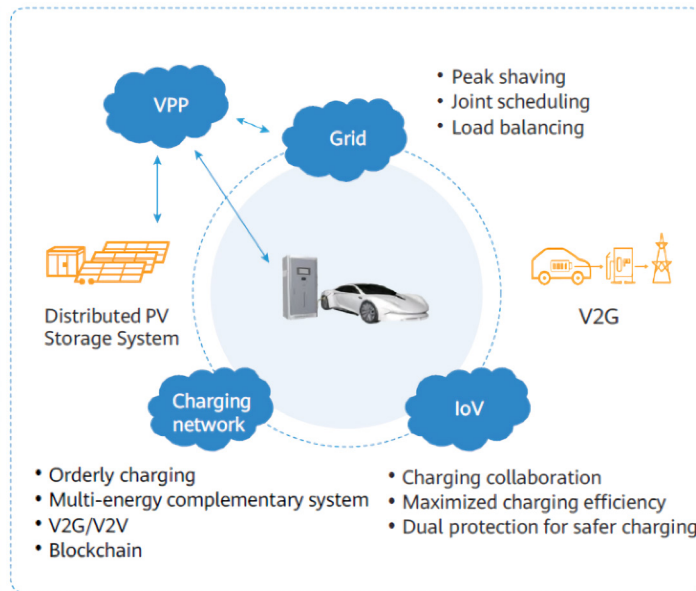 VPP
Grid
• Peak shaving
• Joint scheduling
• Load balancing
Distributed PV
Storage System
V2G
Charging
network
IoV
• Orderly charging
• Multi-energy complementary system
• V2G/V2V
• Blockchain
• Charging collaboration
• Maximized charging efficiency
• Dual protection for safer charging